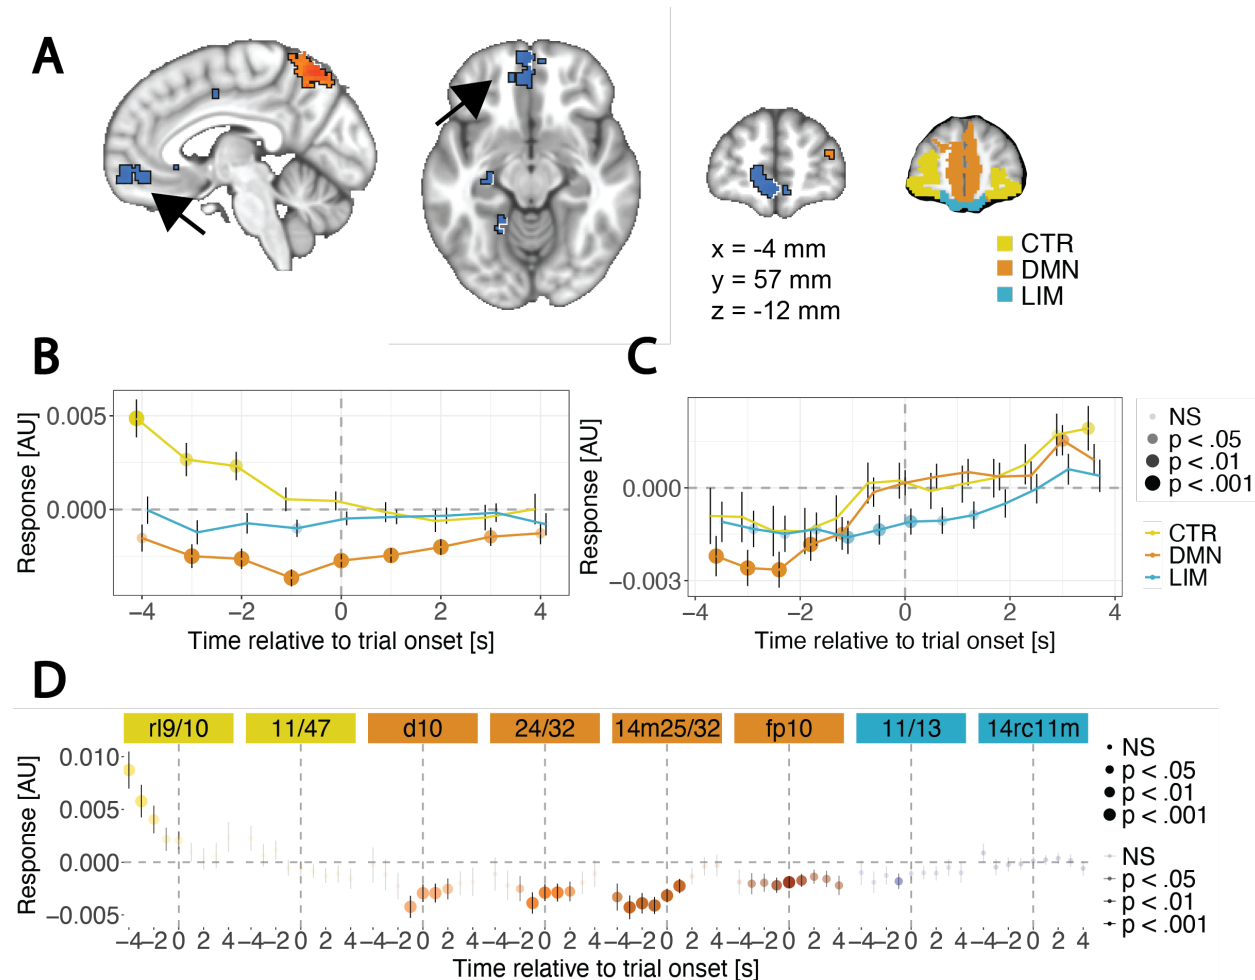 A
x = -4 mm
y = 57 mm
z = -12 mm
CTR
DMN
LIM
B
Response [AU]
0.005
0.000
−4
−2
0
2
4
Time relative to trial onset [s]
C
Response [AU]
0.000
−0.003
−4
−2
0
2
4
Time relative to trial onset [s]
NS
p < .05
p < .01
p < .001
CTR
DMN
LIM
D
rl9/10
11/47
d10
24/32
14m25/32
fp10
11/13
14rc11m
Response [AU]
0.010
0.005
0.000
−0.005
−4−2 0 2 4−4−2 0 2 4−4−2 0 2 4−4−2 0 2 4−4−2 0 2 4−4−2 0 2 4−4−2 0 2 4−4−2 0 2 4
Time relative to trial onset [s]
NS
p < .05
p < .01
p < .001
NS
p < .05
p < .01
p < .001